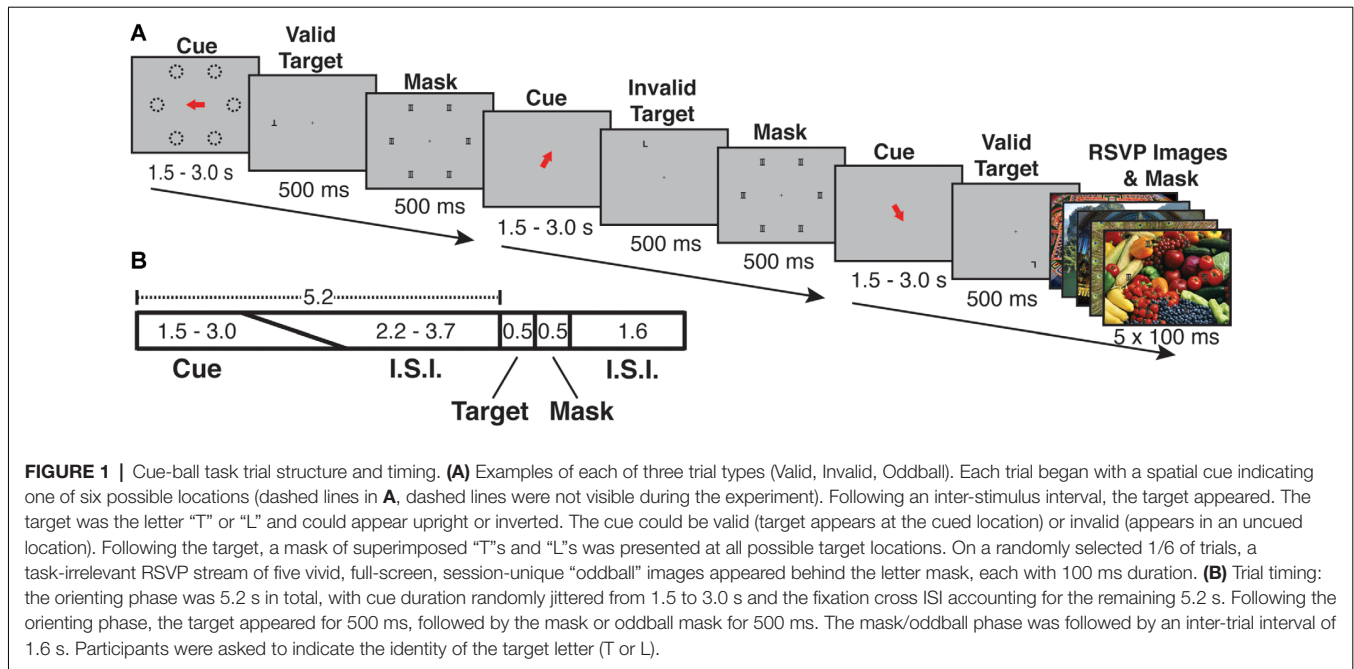 A
Cue
Valid
Target
Mask
Cue
Invalid
Target
Mask
Cue
Valid
Target
RSVP Images
& Mask
1.5 - 3.0 s
500 ms
500 ms
1.5 - 3.0 s
500 ms
500 ms
1.5 - 3.0 s
500 ms
5 x 100 ms
B
5.2
1.5 - 3.0
2.2 - 3.7
0.5
0.5
1.6
Cue
I.S.I.
I.S.I.
Target
Mask
FIGURE 1 | Cue-ball task trial structure and timing. (A) Examples of each of three trial types (Valid, Invalid, Oddball). Each trial began with a spatial cue indicating
one of six possible locations (dashed lines in A, dashed lines were not visible during the experiment). Following an inter-stimulus interval, the target appeared. The
target was the letter “T” or “L” and could appear upright or inverted. The cue could be valid (target appears at the cued location) or invalid (appears in an uncued
location). Following the target, a mask of superimposed “T”s and “L”s was presented at all possible target locations. On a randomly selected 1/6 of trials, a
task-irrelevant RSVP stream of five vivid, full-screen, session-unique “oddball” images appeared behind the letter mask, each with 100 ms duration. (B) Trial timing:
the orienting phase was 5.2 s in total, with cue duration randomly jittered from 1.5 to 3.0 s and the fixation cross ISI accounting for the remaining 5.2 s. Following the
orienting phase, the target appeared for 500 ms, followed by the mask or oddball mask for 500 ms. The mask/oddball phase was followed by an inter-trial interval of
1.6 s. Participants were asked to indicate the identity of the target letter (T or L).